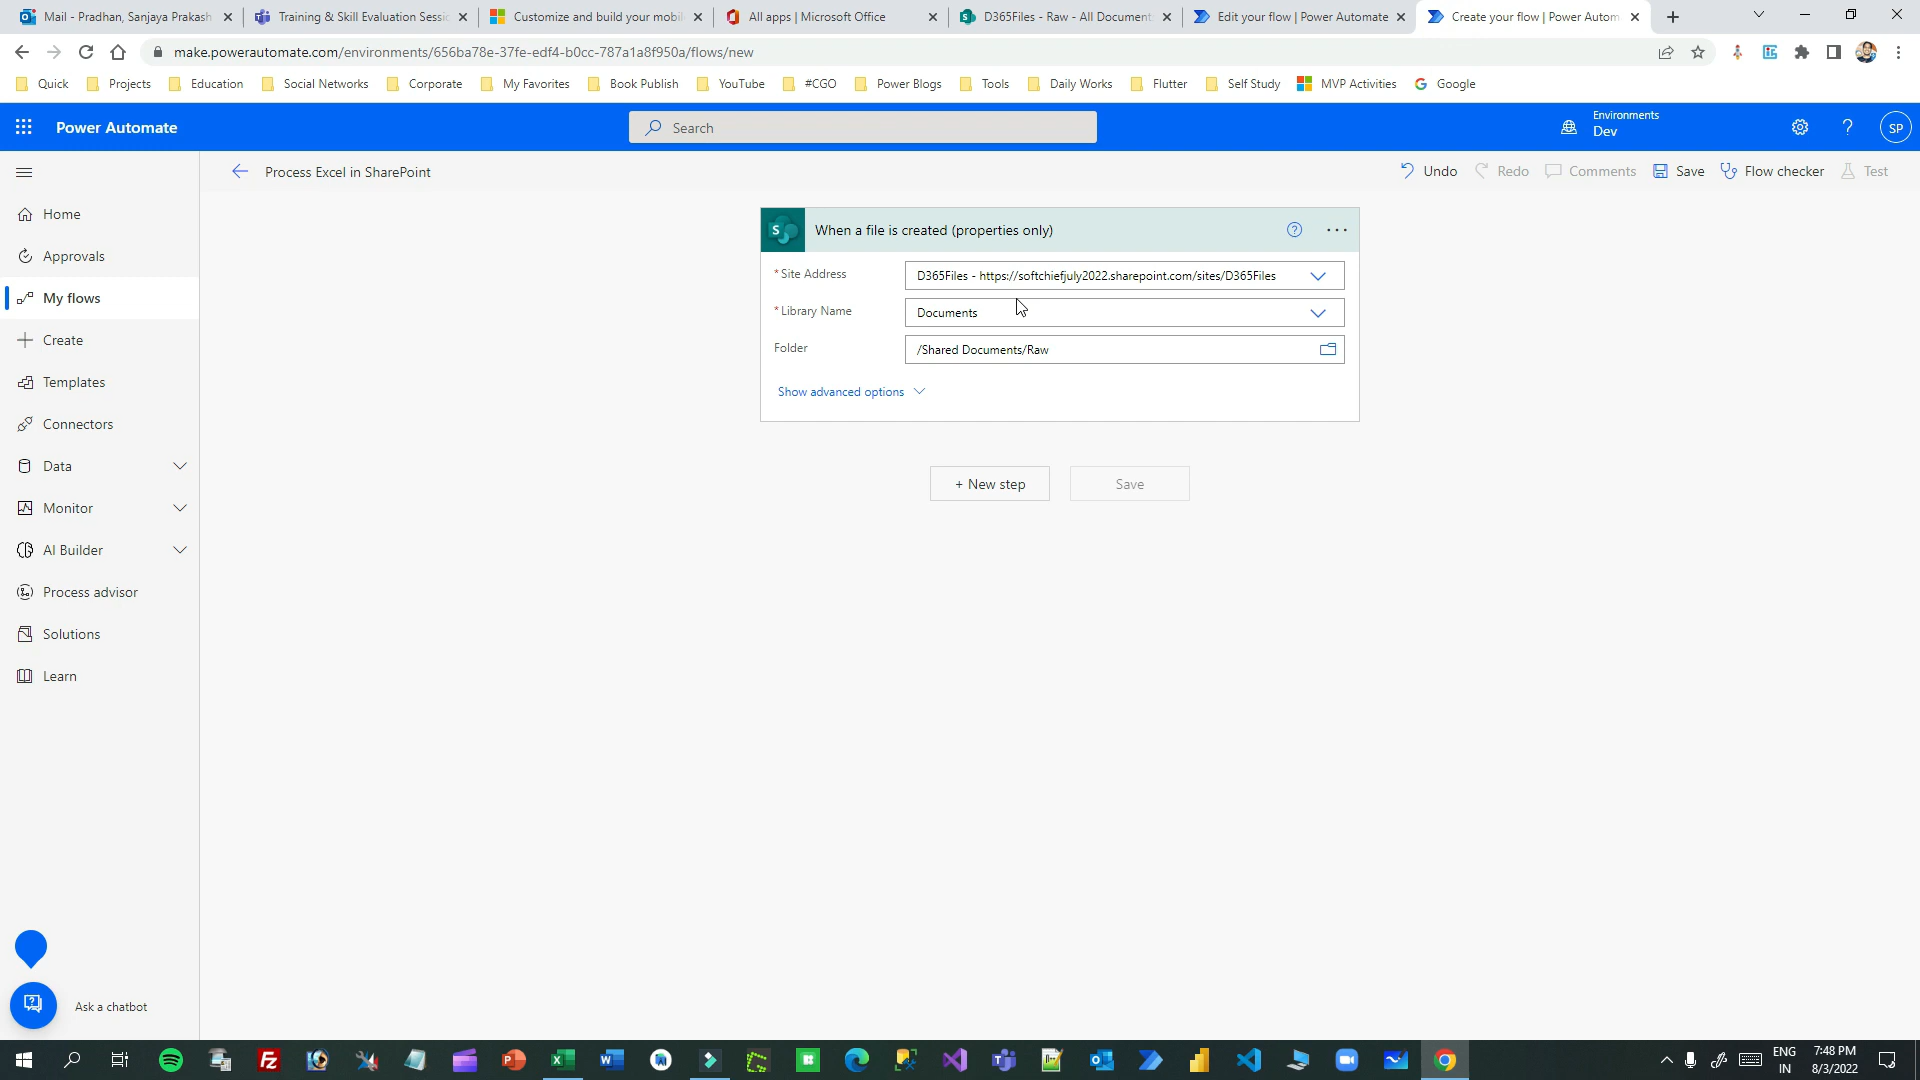 Mail - Pradhan, Sanjaya Prakash
Training & Skill Evaluation Sessio
Customize and build your mobil
All apps | Microsoft Office
D365Files - Raw - All Document
Edit your flow | Power Automate
Create your flow | Power Autom
make.powerautomate.com/environments/656ba78e-37fe-edf4-b0cc-787a1a8f950a/flows/new
Quick
Projects
Education
Social Networks
Corporate
My Favorites
Book Publish
YouTube
#CGO
Power Blogs
Tools
Daily Works
Flutter
Self Study
MVP Activities
Google
Power Automate
Search
Environments
Dev
SP
Process Excel in SharePoint
Undo
Redo
Comments
Save
Flow checker
Test
Home
Approvals
My flows
Create
Templates
Connectors
Data
Monitor
AI Builder
Process advisor
Solutions
Learn
When a file is created (properties only)
* Site Address
D365Files - https://softchiefjuly2022.sharepoint.com/sites/D365Files
* Library Name
Documents
Folder
/Shared Documents/Raw
Show advanced options
+ New step
Save
Ask a chatbot
ENG
IN
7:48 PM
8/3/2022